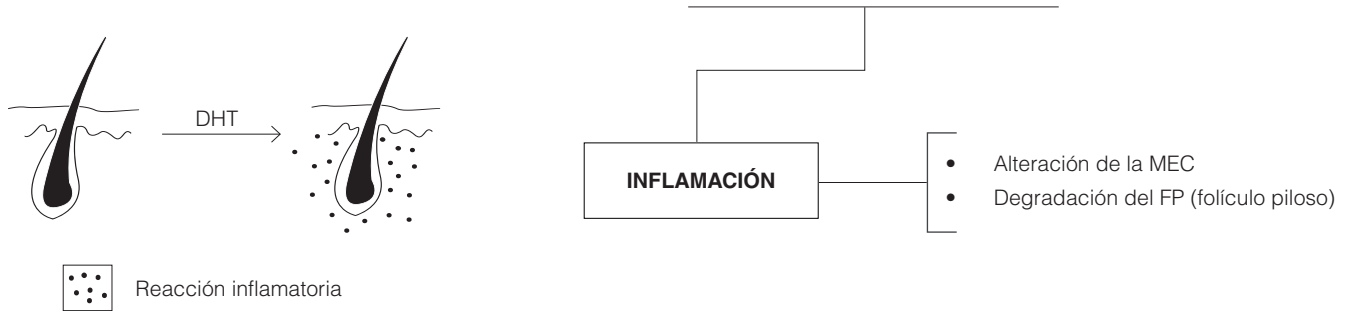 DHT
INFLAMACIÓN
• Alteración de la MEC
• Degradación del FP (folículo piloso)
Reacción inflamatoria